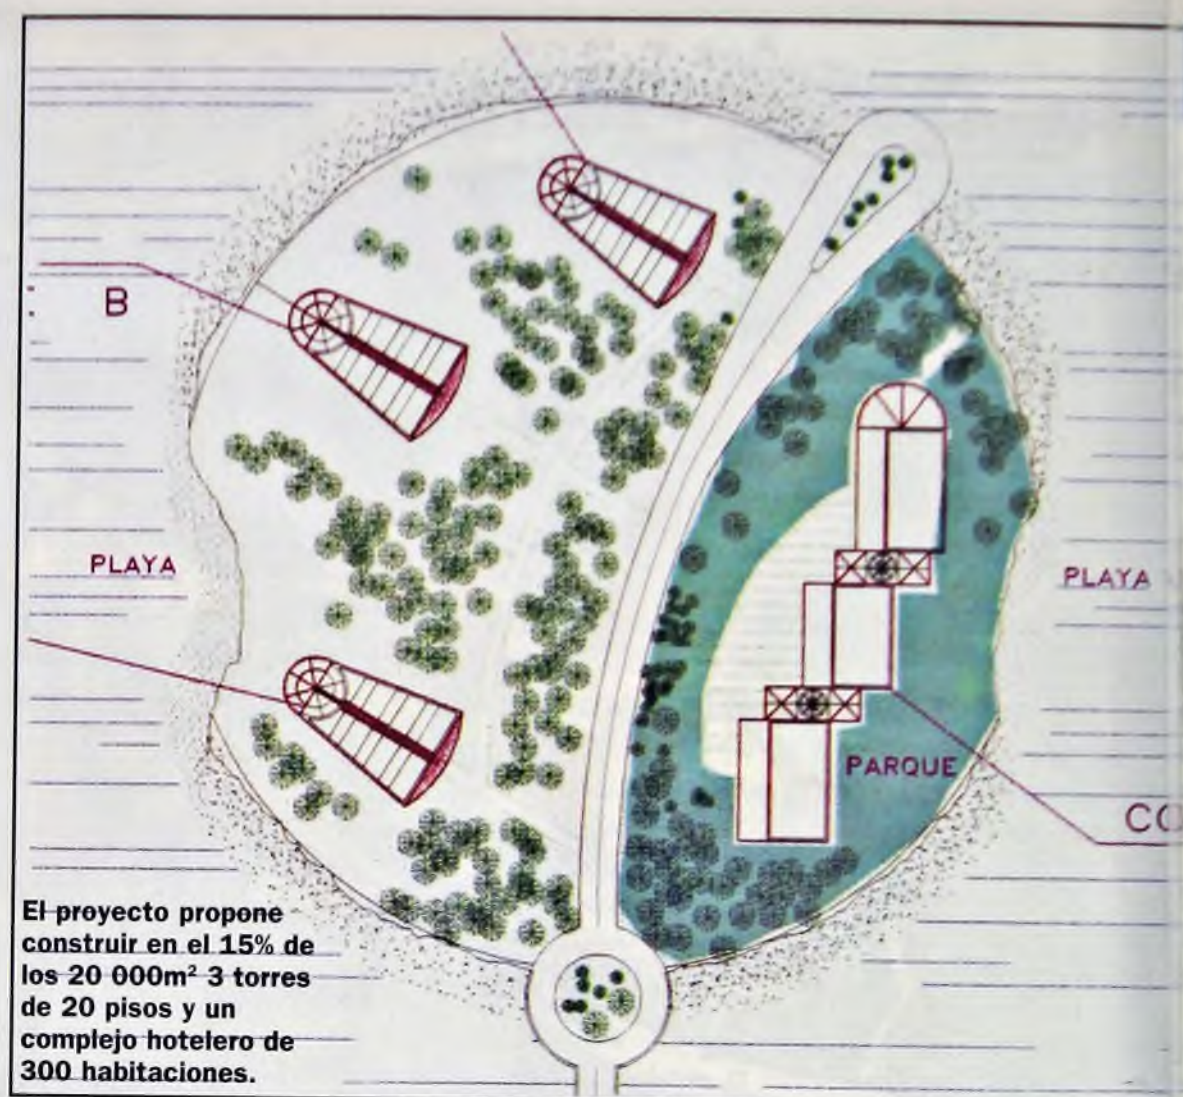 B
PLAYA
PLAYA
PARQUE
El proyecto propone
construir en el 15% de
los 20 000m² 3 torres
de 20 pisos y un
complejo hotelero de
300 habitaciones.